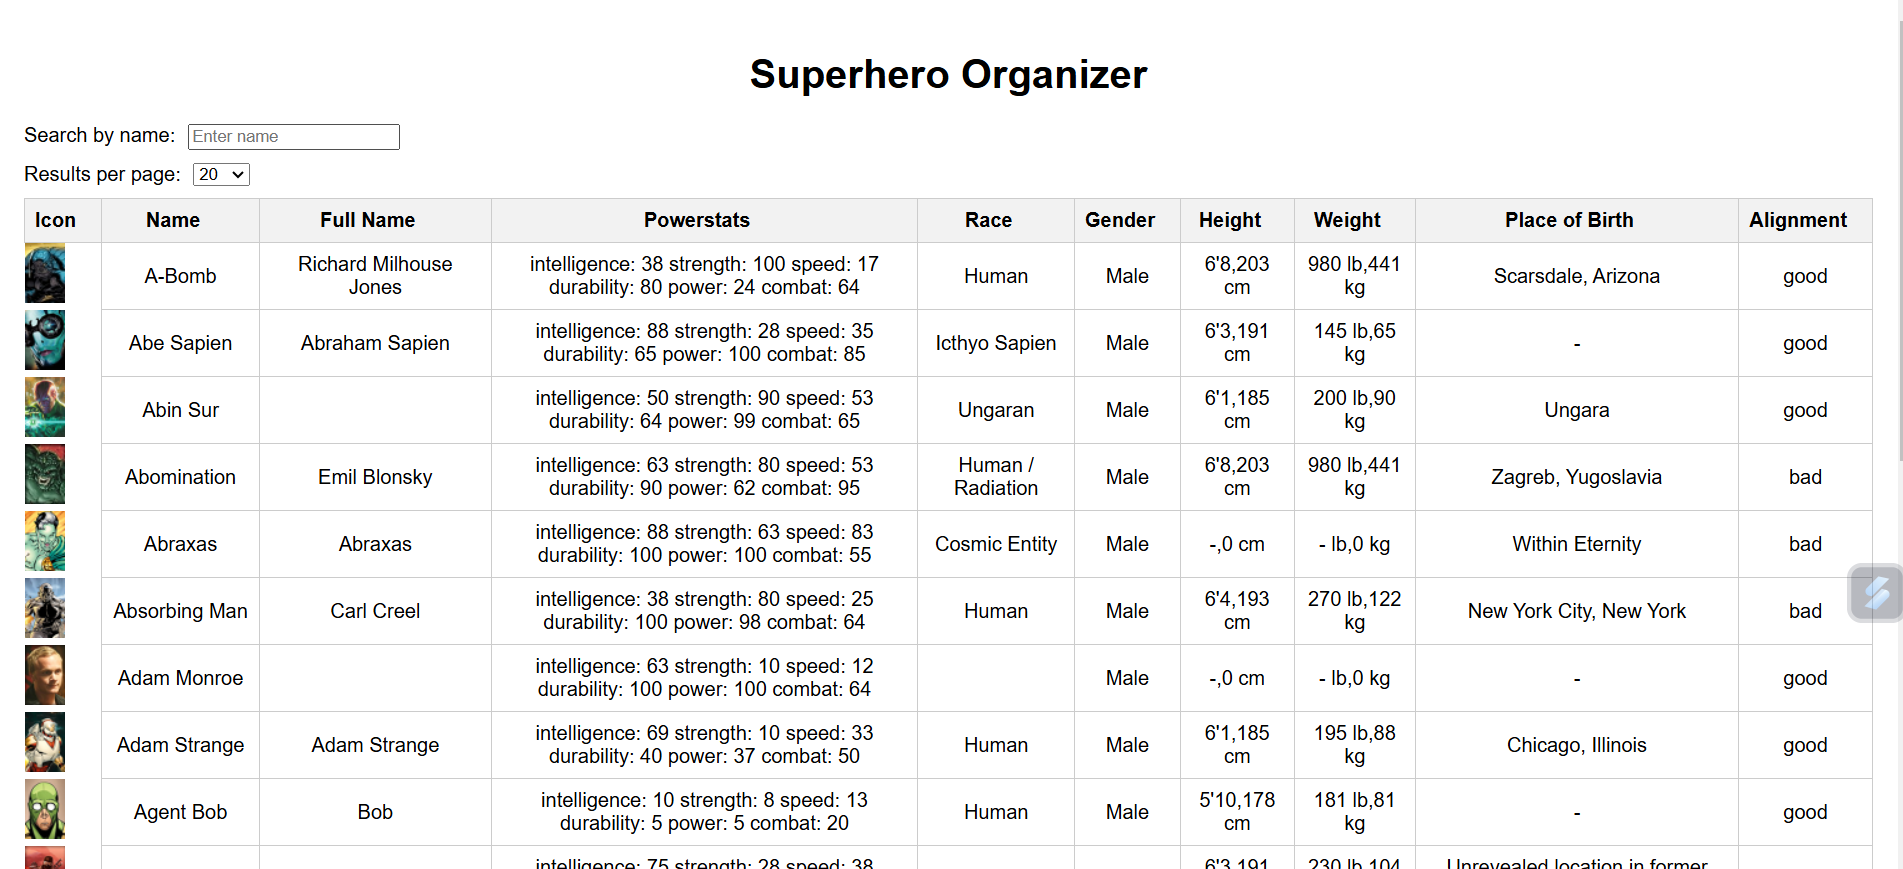 Superhero Organizer
Search by name: Enter name
Results per page: 20
Icon Name Full Name Powerstats Race Gender Height Weight Place of Birth Alignment
A-Bomb Richard Milhouse Jones intelligence: 38 strength: 100 speed: 17 durability: 80 power: 24 combat: 64 Human Male 6'8,203 cm 980 lb,441 kg Scarsdale, Arizona good
Abe Sapien Abraham Sapien intelligence: 88 strength: 28 speed: 35 durability: 65 power: 100 combat: 85 Icthyo Sapien Male 6'3,191 cm 145 lb,65 kg - good
Abin Sur intelligence: 50 strength: 90 speed: 53 durability: 64 power: 99 combat: 65 Ungaran Male 6'1,185 cm 200 lb,90 kg Ungara good
Abomination Emil Blonsky intelligence: 63 strength: 80 speed: 53 durability: 90 power: 62 combat: 95 Human / Radiation Male 6'8,203 cm 980 lb,441 kg Zagreb, Yugoslavia bad
Abraxas Abraxas intelligence: 88 strength: 63 speed: 83 durability: 100 power: 100 combat: 55 Cosmic Entity Male -,0 cm - lb,0 kg Within Eternity bad
Absorbing Man Carl Creel intelligence: 38 strength: 80 speed: 25 durability: 100 power: 98 combat: 64 Human Male 6'4,193 cm 270 lb,122 kg New York City, New York bad
Adam Monroe intelligence: 63 strength: 10 speed: 12 durability: 100 power: 100 combat: 64 Male -,0 cm - lb,0 kg - good
Adam Strange Adam Strange intelligence: 69 strength: 10 speed: 33 durability: 40 power: 37 combat: 50 Human Male 6'1,185 cm 195 lb,88 kg Chicago, Illinois good
Agent Bob Bob intelligence: 10 strength: 8 speed: 13 durability: 5 power: 5 combat: 20 Human Male 5'10,178 cm 181 lb,81 kg - good
intelligence: 75 strength: 28 speed: 38 6'3,191 230 lb,104 Unrevealed location in former